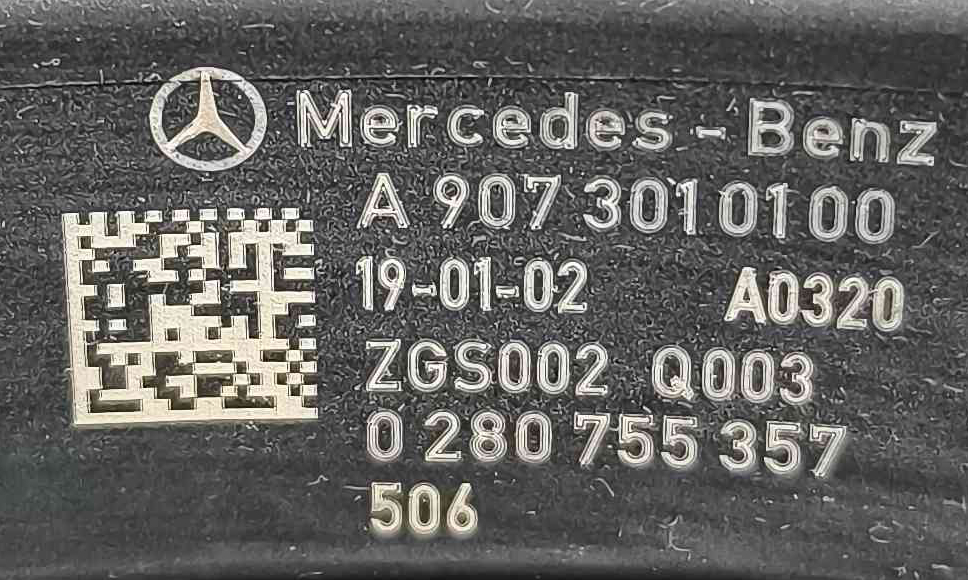 Mercedes-Benz
A 907 301 01 00
19-01-02 A0320
ZGS002 Q003
0 280 755 357
506